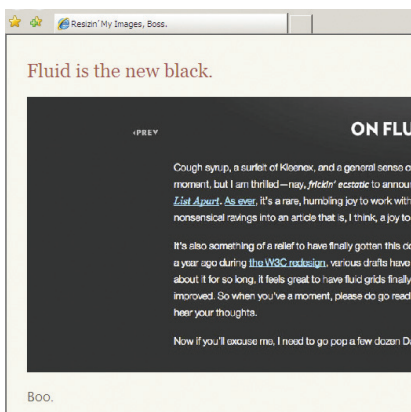 Resizin' My Images, Boss.
Fluid is the new black.
‹PREV
ON FLU
Cough syrup, a surfeit of Kleenex, and a general sense o
moment, but I am thrilled—nay, frickin' ecstatic to announ
List Apart. As ever, it's a rare, humbling joy to work with
nonsensical ravings into an article that is, I think, a joy to
It's also something of a relief to have finally gotten this do
a year ago during the W3C redesign, various drafts have
about it for so long, it feels great to have fluid grids finally
improved. So when you've a moment, please do go read
hear your thoughts.
Now if you'll excuse me, I need to go pop a few dozen Da
Boo.